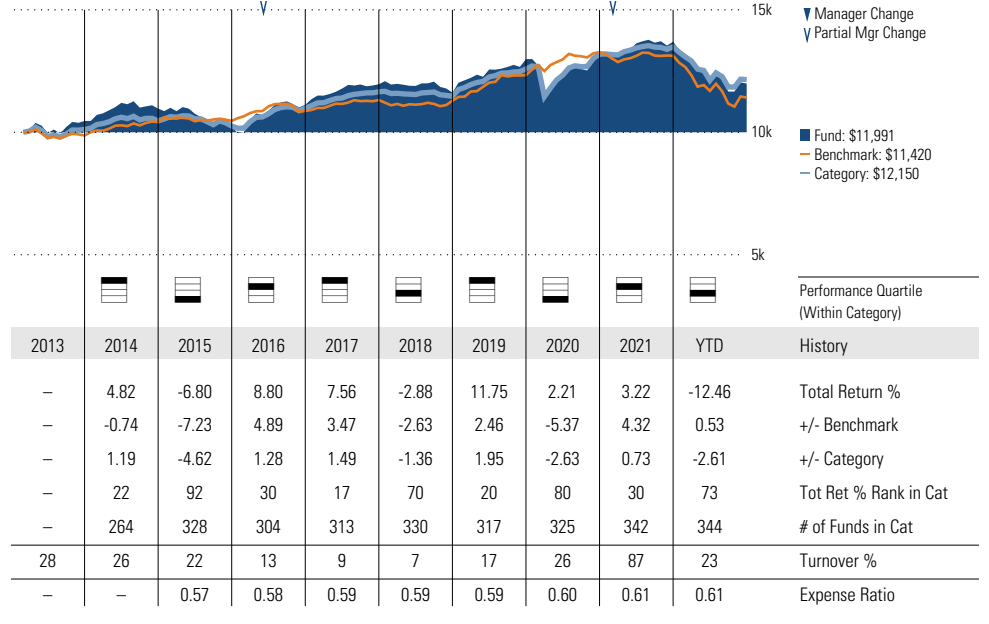 15k
Manager Change
Partial Mgr Change
10k
Fund: $11,991
Benchmark: $11,420
Category: $12,150
5k
Performance Quartile
(Within Category)
2013 2014 2015 2016 2017 2018 2019 2020 2021 YTD History
– 4.82 -6.80 8.80 7.56 -2.88 11.75 2.21 3.22 -12.46 Total Return %
– -0.74 -7.23 4.89 3.47 -2.63 2.46 -5.37 4.32 0.53 +/- Benchmark
– 1.19 -4.62 1.28 1.49 -1.36 1.95 -2.63 0.73 -2.61 +/- Category
– 22 92 30 17 70 20 80 30 73 Tot Ret % Rank in Cat
– 264 328 304 313 330 317 325 342 344 # of Funds in Cat
28 26 22 13 9 7 17 26 87 23 Turnover %
– – 0.57 0.58 0.59 0.59 0.59 0.60 0.61 0.61 Expense Ratio